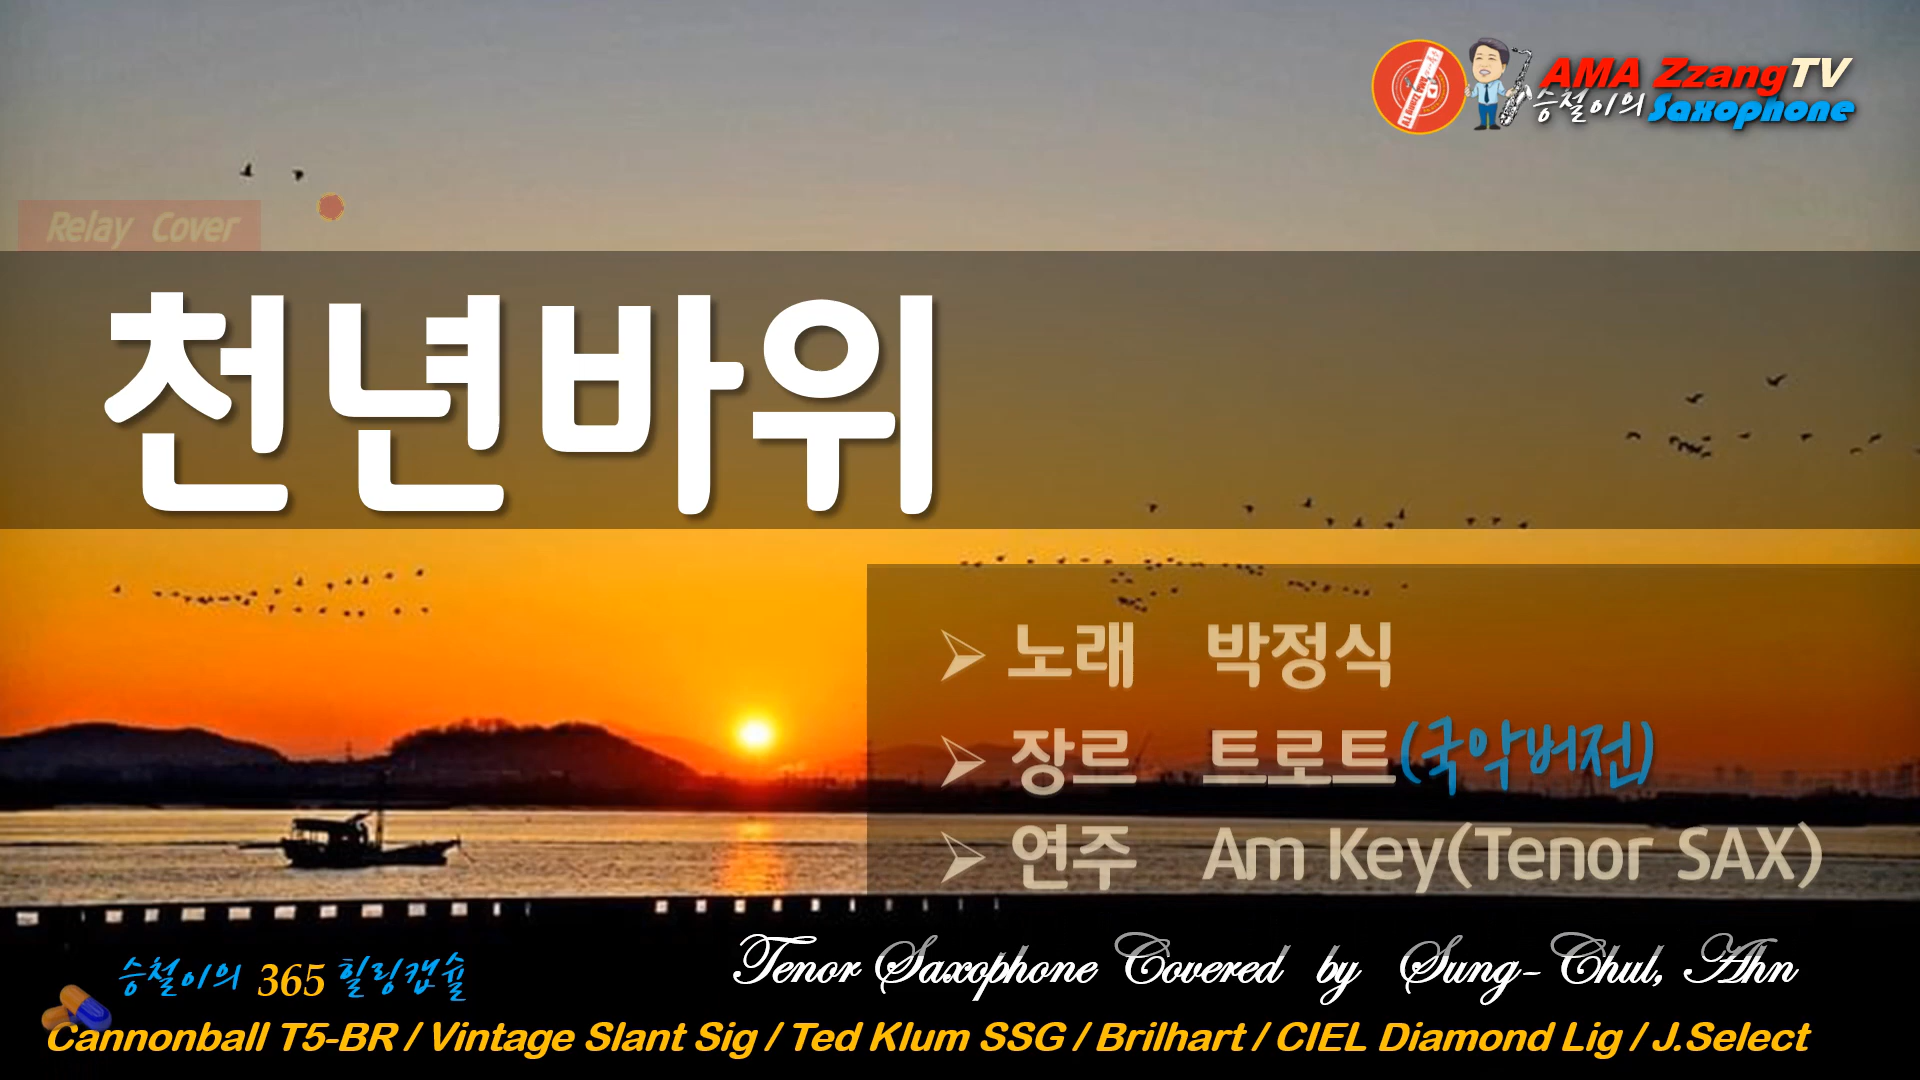 AMA ZzangTV
승철이의 Saxophone
Relay Cover
천년바위
노래 박정식
장르 트로트(국악버전)
연주 Am Key(Tenor SAX)
승철이의 365 힐링캡슐
Tenor Saxophone Covered by Sung-Chul, Ahn
Cannonball T5-BR / Vintage Slant Sig / Ted Klum SSG / Brilhart / CIEL Diamond Lig / J.Select